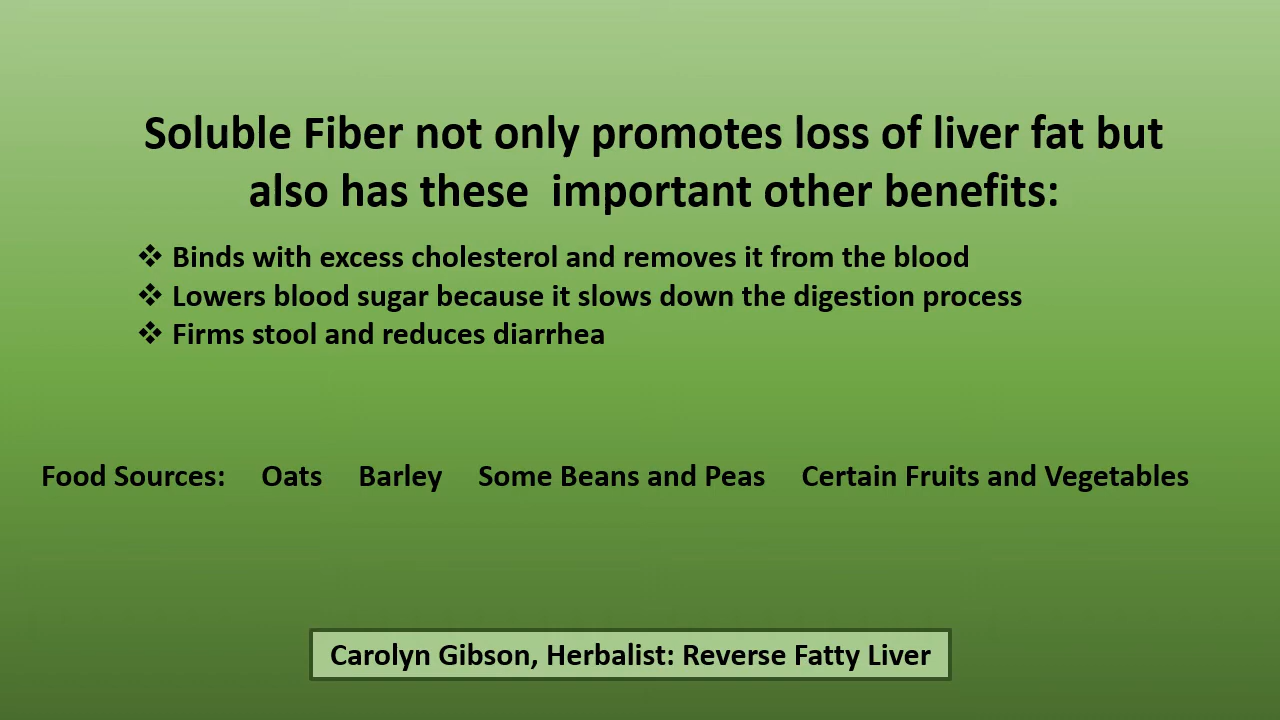 Soluble Fiber not only promotes loss of liver fat but
also has these  important other benefits:
❖ Binds with excess cholesterol and removes it from the blood
❖ Lowers blood sugar because it slows down the digestion process
❖ Firms stool and reduces diarrhea
Food Sources:    Oats    Barley    Some Beans and Peas    Certain Fruits and Vegetables
Carolyn Gibson, Herbalist: Reverse Fatty Liver